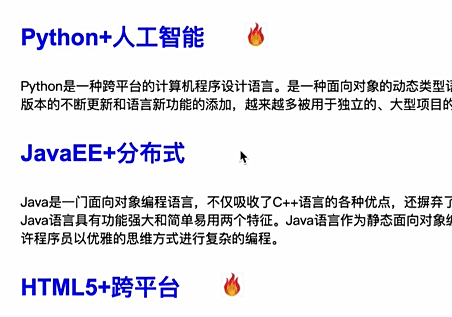 Python+人工智能
Python是一种跨平台的计算机程序设计语言。是一种面向对象的动态类型语
版本的不断更新和语言新功能的添加，越来越多被用于独立的、大型项目的
JavaEE+分布式
Java是一门面向对象编程语言，不仅吸收了C++语言的各种优点，还摒弃了
Java语言具有功能强大和简单易用两个特征。Java语言作为静态面向对象编
许程序员以优雅的思维方式进行复杂的编程。
HTML5+跨平台